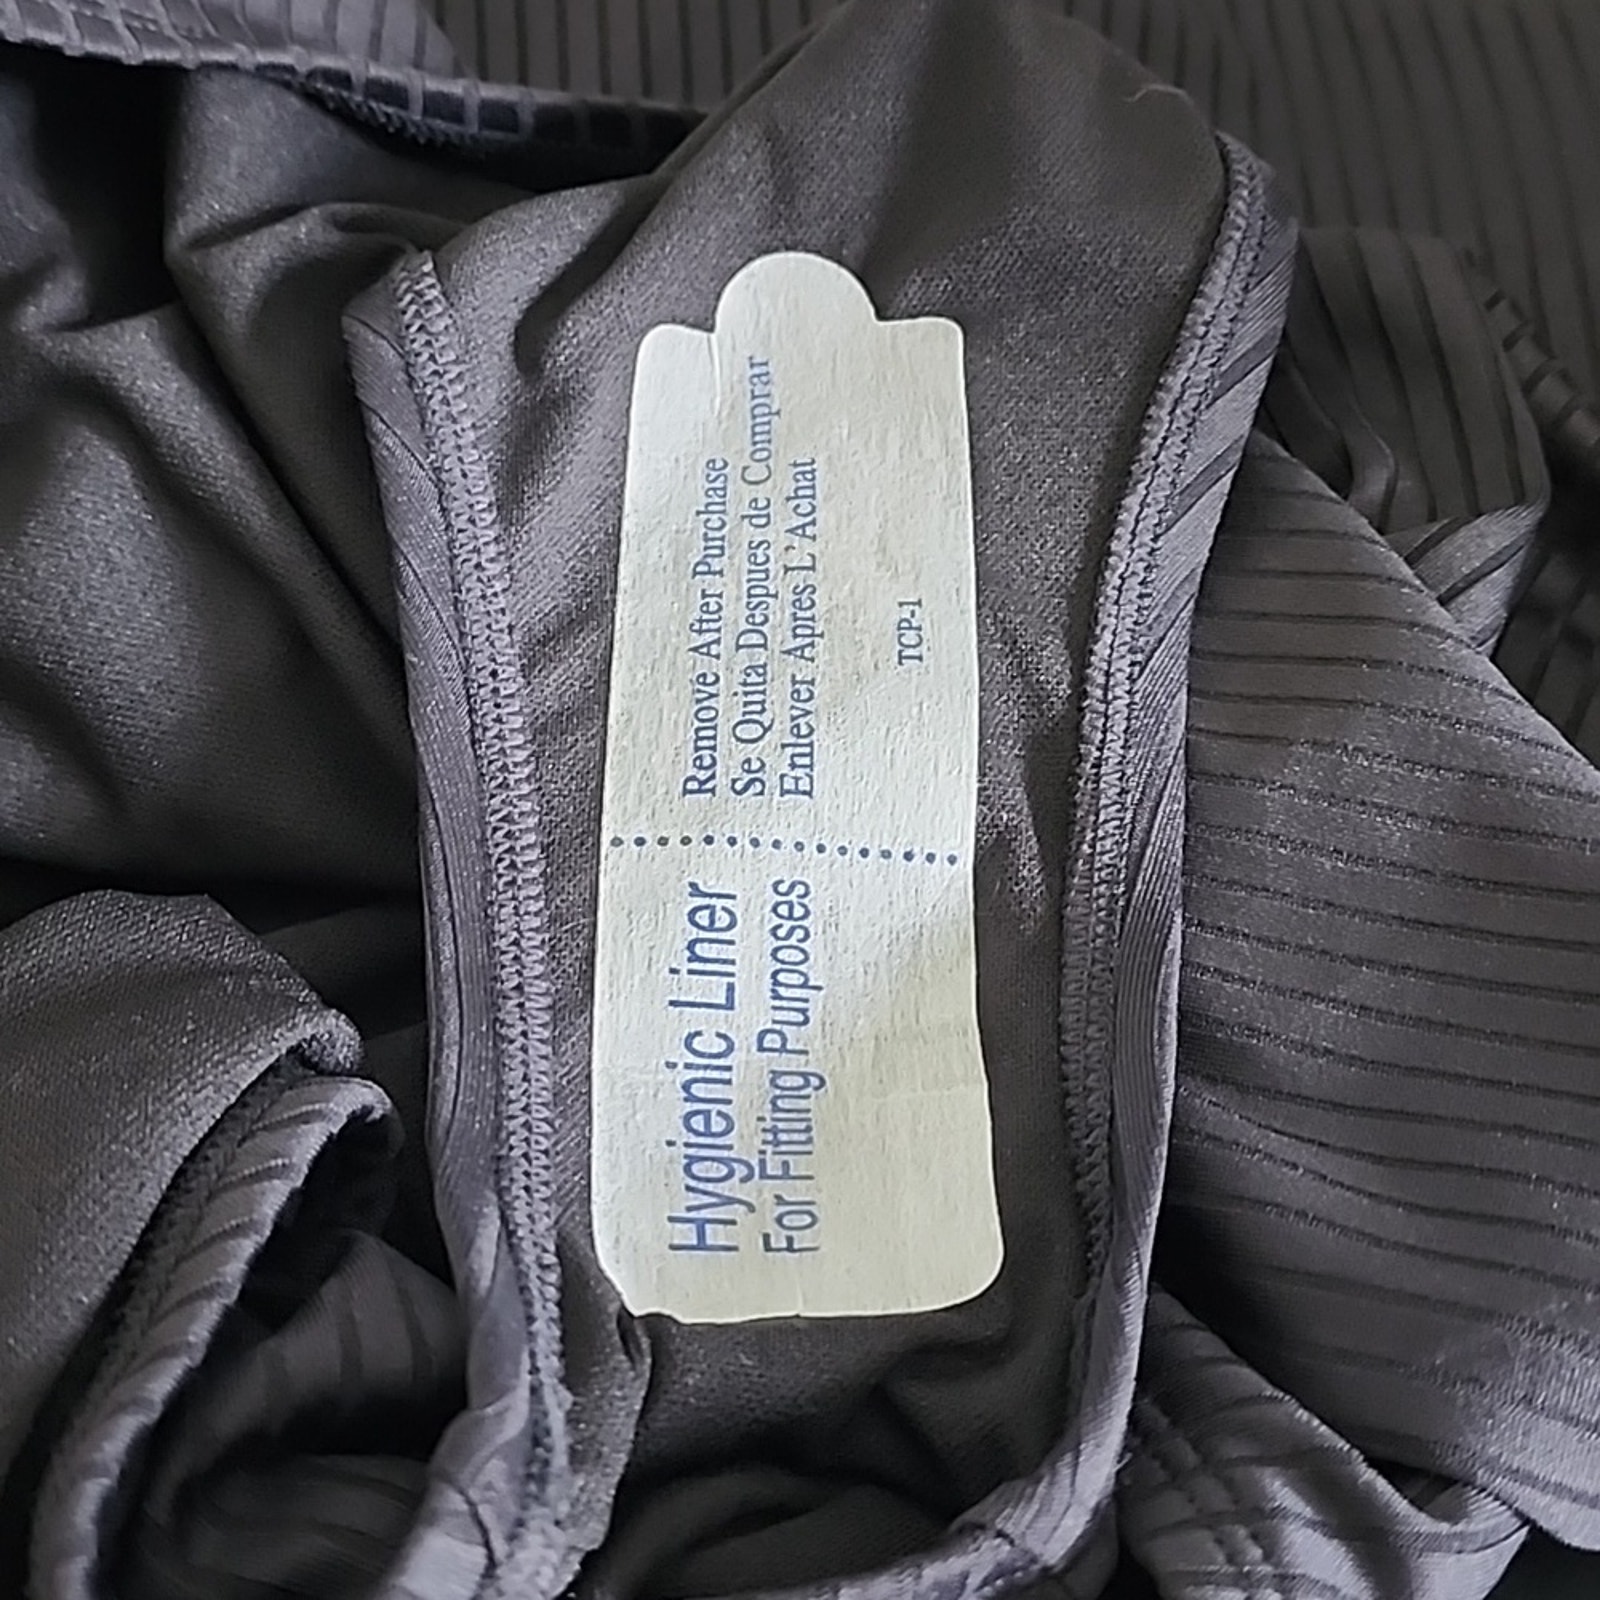 Hygienic Liner
For Fitting Purposes
Remove After Purchase
Se Quita Despues de Comprar
Enlever Apres L'Achat
TCP-1